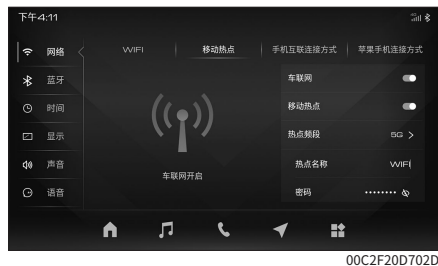 下午4:11
网络
WIFI
移动热点
手机互联连接方式
苹果手机连接方式
蓝牙
时间
显示
声音
语音
车联网开启
车联网
移动热点
热点频段 5G >
热点名称 WIFI
密码 ••••••••
00C2F20D702D